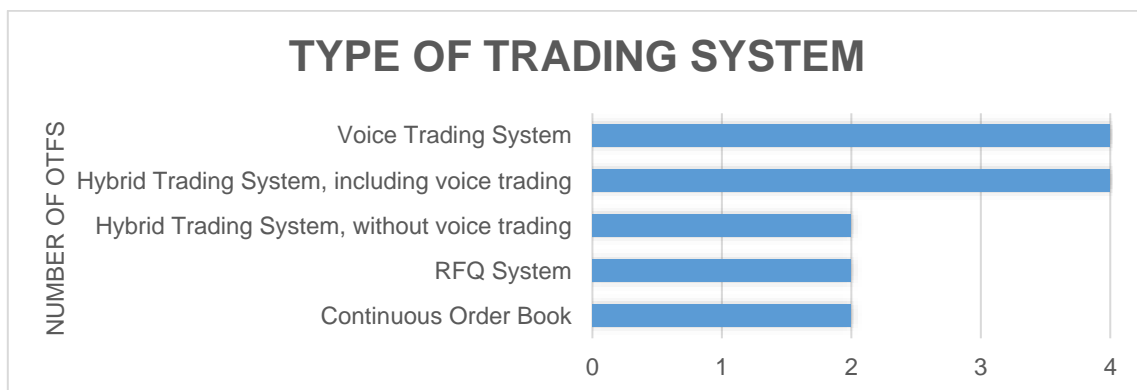 TYPE OF TRADING SYSTEM
NUMBER OF OTFS
Voice Trading System
Hybrid Trading System, including voice trading
Hybrid Trading System, without voice trading
RFQ System
Continuous Order Book
0 1 2 3 4